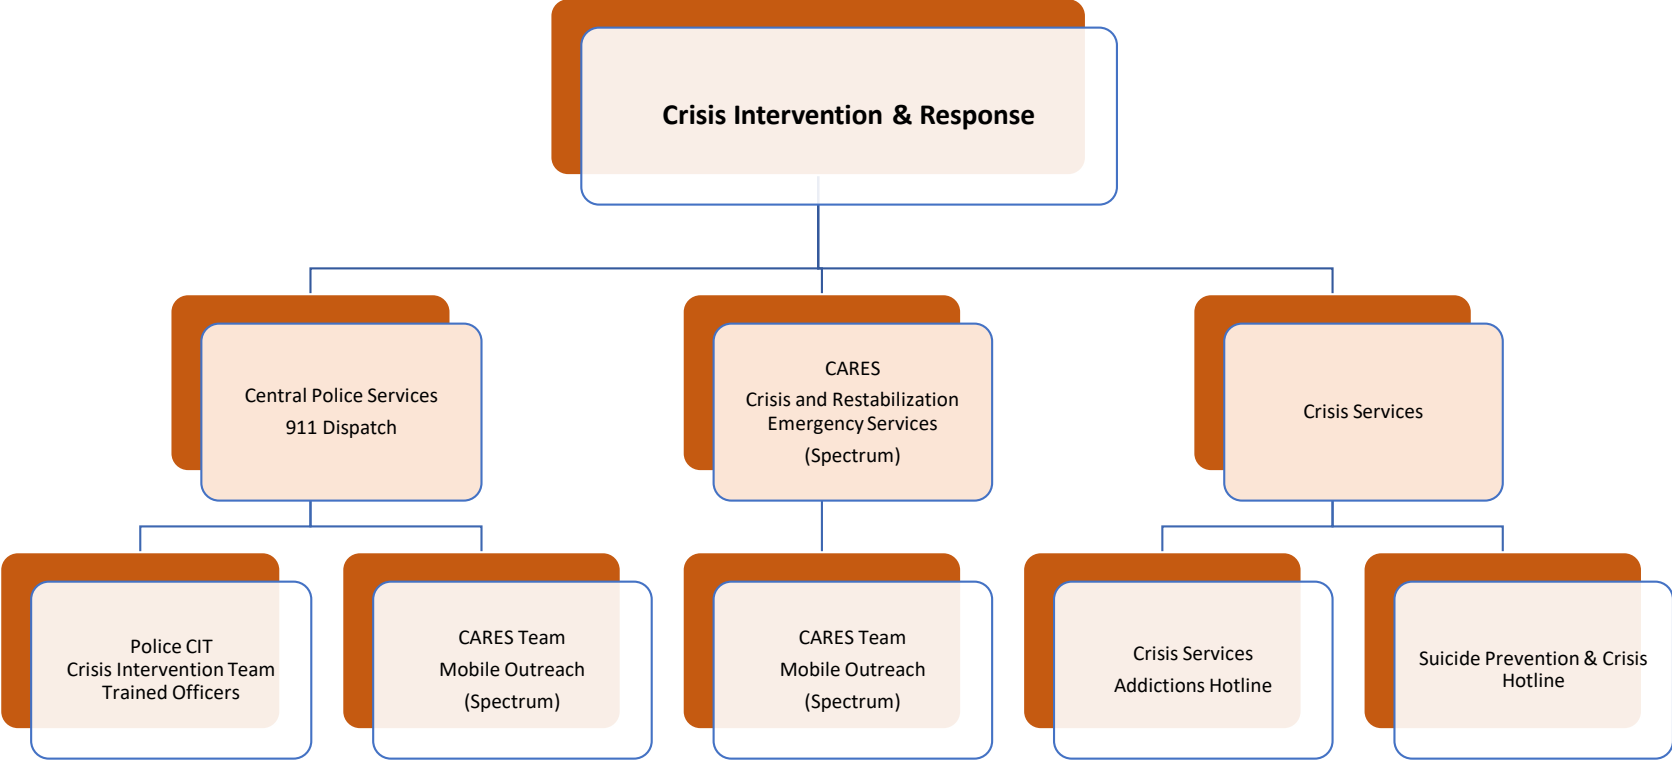 Crisis Intervention & Response
Central Police Services
911 Dispatch
CARES
Crisis and Restabilization
Emergency Services
(Spectrum)
Crisis Services
Police CIT
Crisis Intervention Team
Trained Officers
CARES Team
Mobile Outreach
(Spectrum)
CARES Team
Mobile Outreach
(Spectrum)
Crisis Services
Addictions Hotline
Suicide Prevention & Crisis
Hotline